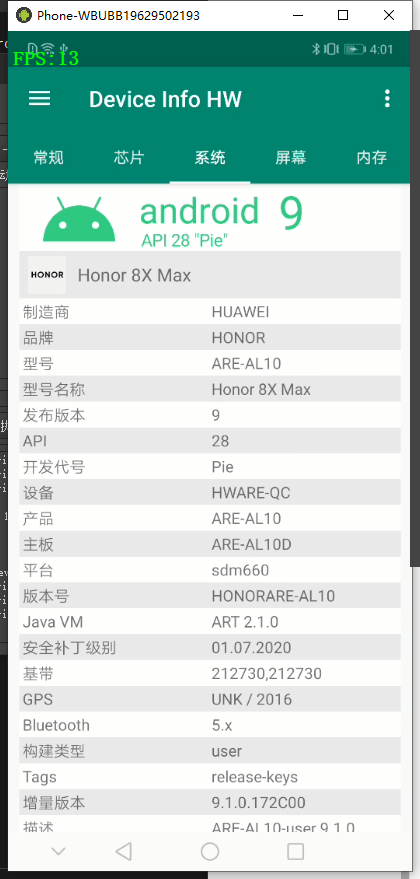 Phone-WBUBB19629502193
FPS:13
4:01
Device Info HW
常规 芯片 系统 屏幕 内存
android 9
API 28 "Pie"
HONOR Honor 8X Max
制造商 HUAWEI
品牌 HONOR
型号 ARE-AL10
型号名称 Honor 8X Max
发布版本 9
API 28
开发代号 Pie
设备 HWARE-QC
产品 ARE-AL10
主板 ARE-AL10D
平台 sdm660
版本号 HONORARE-AL10
Java VM ART 2.1.0
安全补丁级别 01.07.2020
基带 212730,212730
GPS UNK / 2016
Bluetooth 5.x
构建类型 user
Tags release-keys
增量版本 9.1.0.172C00
描述 ARE-AL10-user 9.1.0